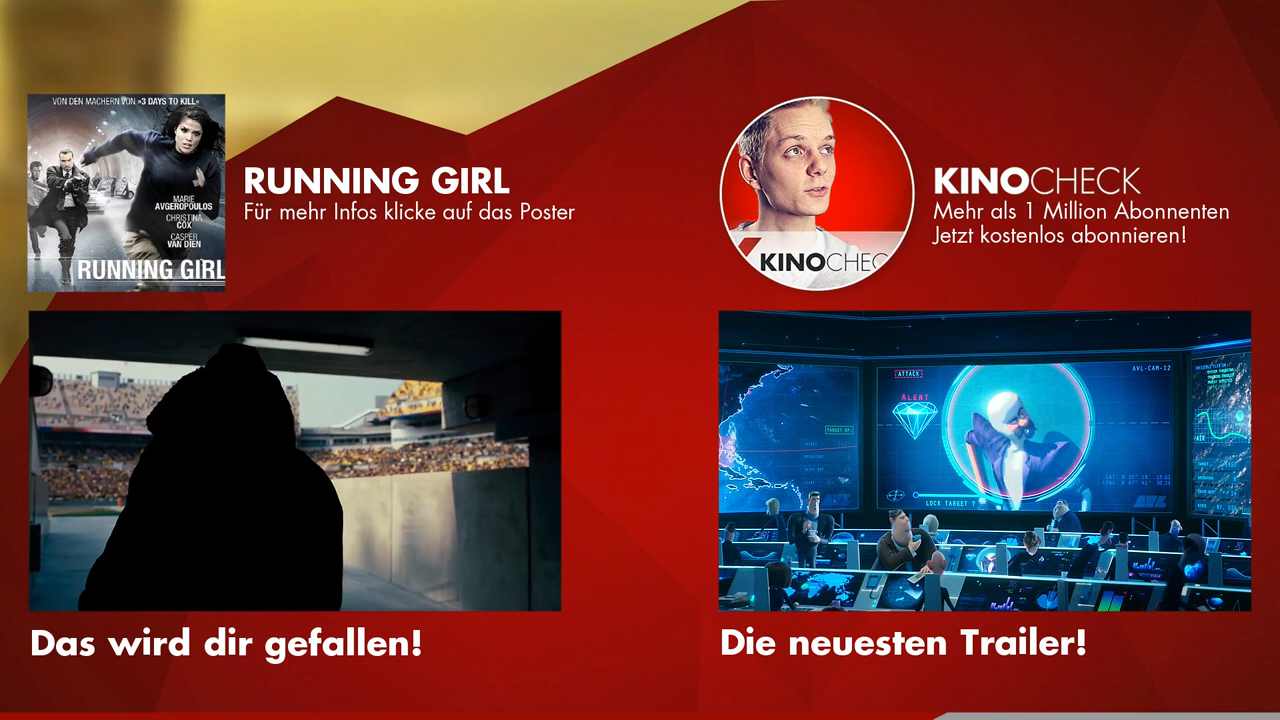 VON DEN MACHERN VON »3 DAYS TO KILL«
MARIE
AVGEROPOULOS
CHRISTINA
COX
CASPER
VAN DIEN
RUNNING GIRL
RUNNING GIRL
Für mehr Infos klicke auf das Poster
KINOCHEC
KINOCHECK
Mehr als 1 Million Abonnenten
Jetzt kostenlos abonnieren!
ATTACK
ALERT
AVL-CAM-12
LOCK TARGET ?
AVL
Das wird dir gefallen!
Die neuesten Trailer!